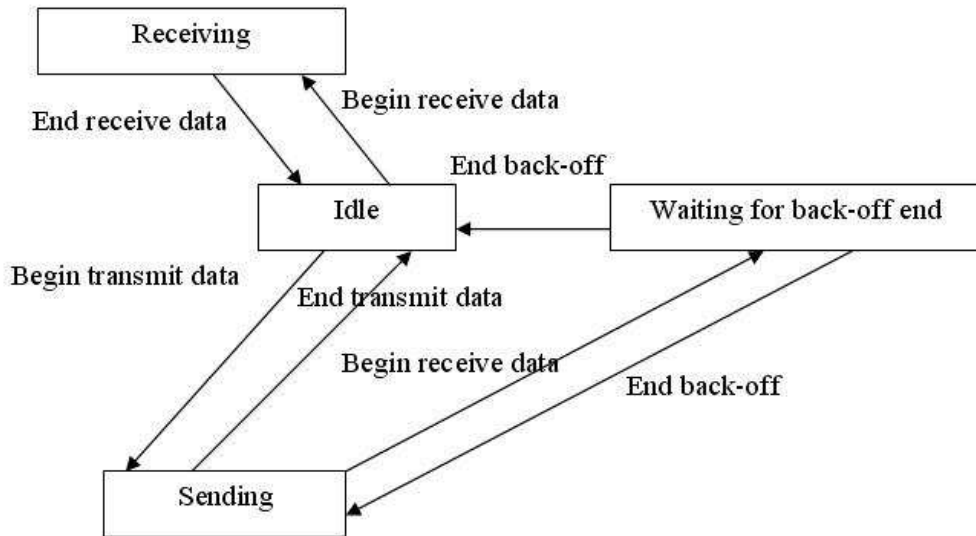 Receiving
Begin receive data
End receive data
End back-off
Idle
Waiting for back-off end
Begin transmit data
End transmit data
Begin receive data
End back-off
Sending